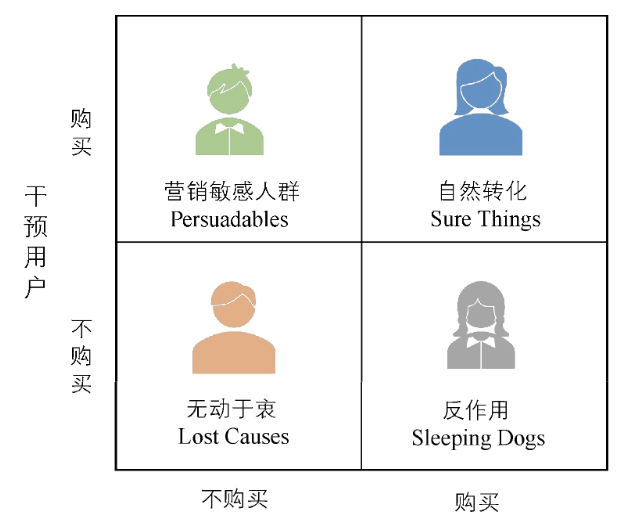 干预用户
购买
营销敏感人群
Persuadables
自然转化
Sure Things
不购买
无动于衷
Lost Causes
反作用
Sleeping Dogs
不购买
购买